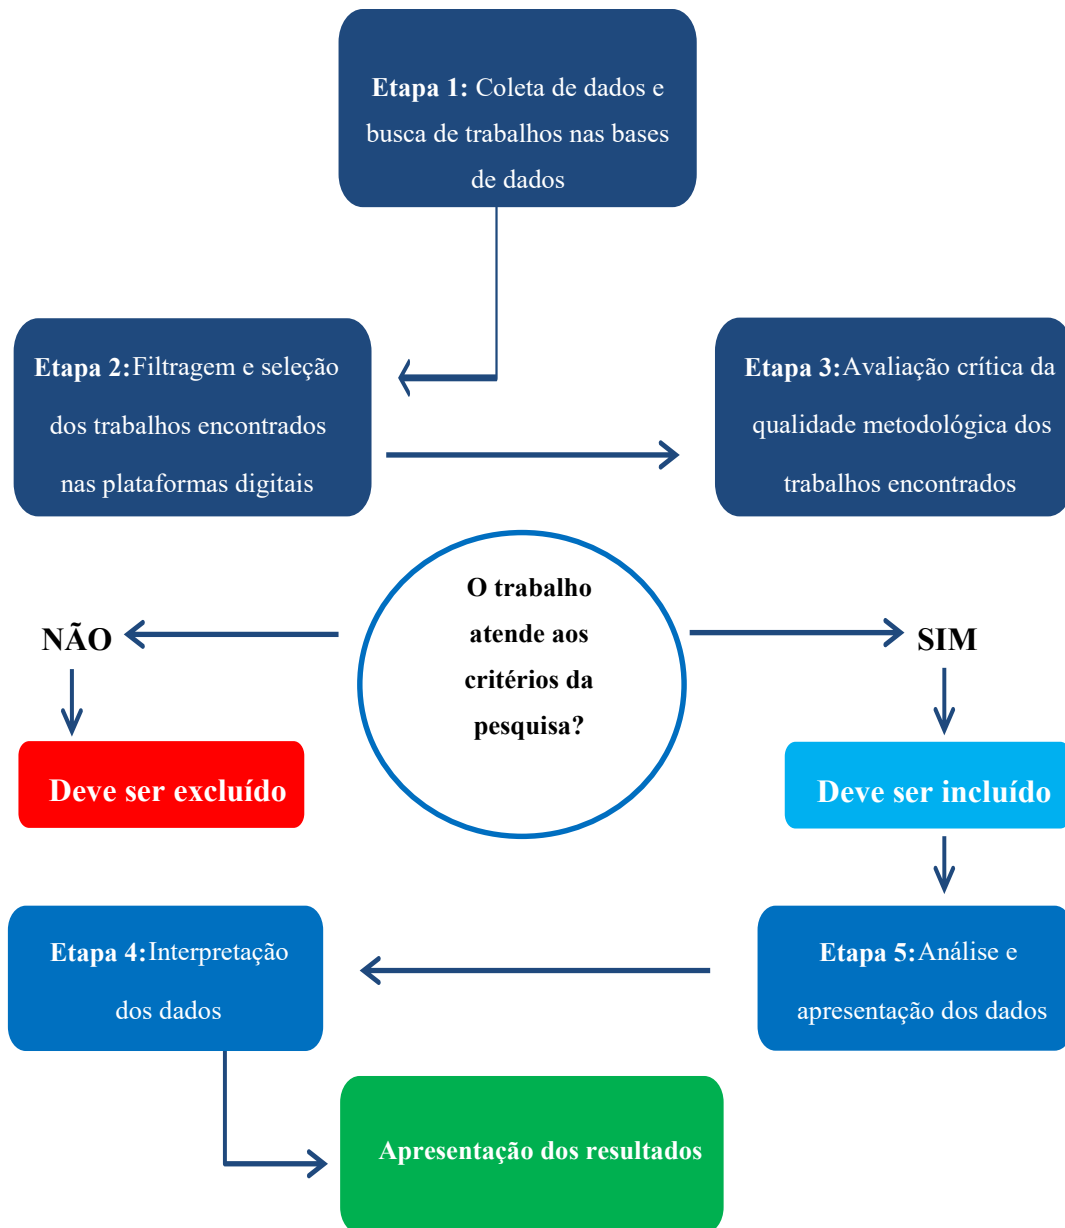 Etapa 1: Coleta de dados e
busca de trabalhos nas bases
de dados
Etapa 2:Filtragem e seleção
dos trabalhos encontrados
nas plataformas digitais
Etapa 3:Avaliação crítica da
qualidade metodológica dos
trabalhos encontrados
O trabalho
atende aos
critérios da
pesquisa?
NÃO
SIM
Deve ser excluído
Deve ser incluído
Etapa 4:Interpretação
dos dados
Etapa 5:Análise e
apresentação dos dados
Apresentação dos resultados